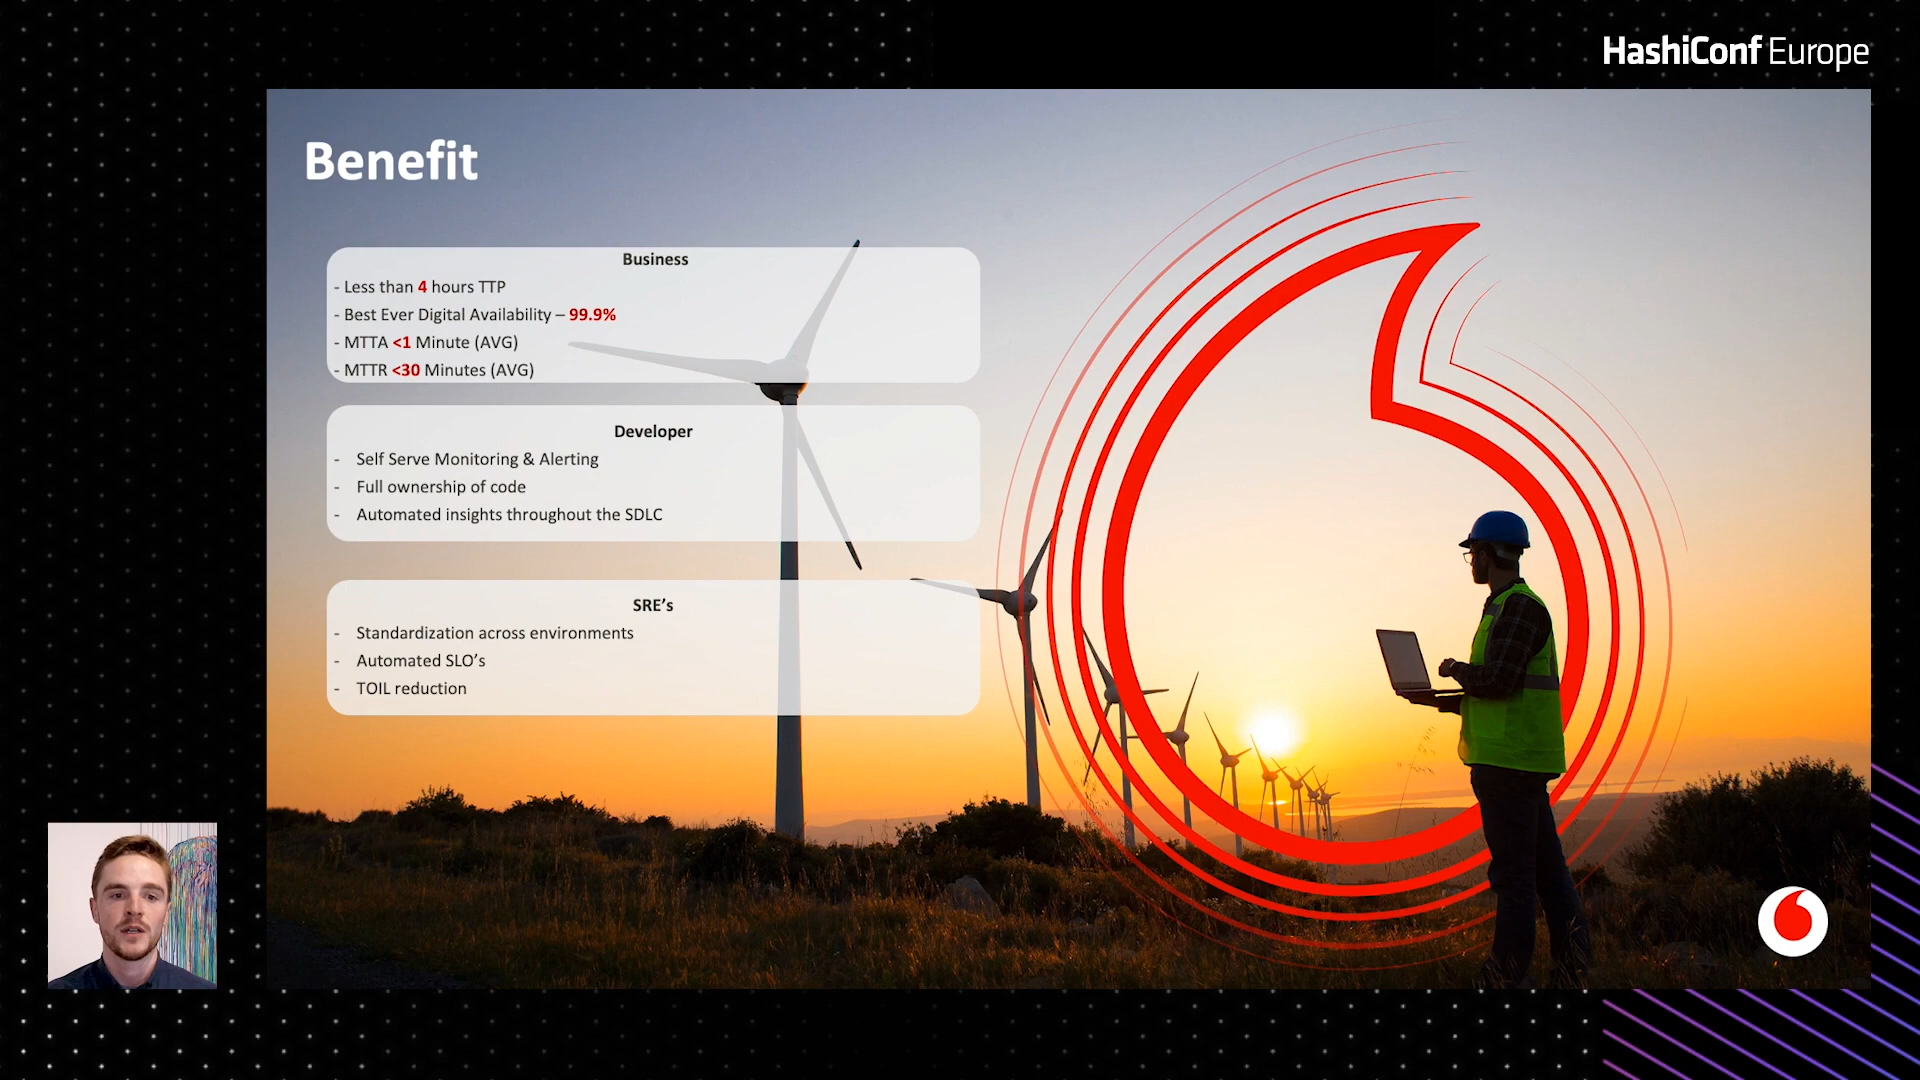 HashiConf Europe
Benefit
Business
- Less than 4 hours TTP
- Best Ever Digital Availability – 99.9%
- MTTA <1 Minute (AVG)
- MTTR <30 Minutes (AVG)
Developer
- Self Serve Monitoring & Alerting
- Full ownership of code
- Automated insights throughout the SDLC
SRE’s
- Standardization across environments
- Automated SLO’s
- TOIL reduction